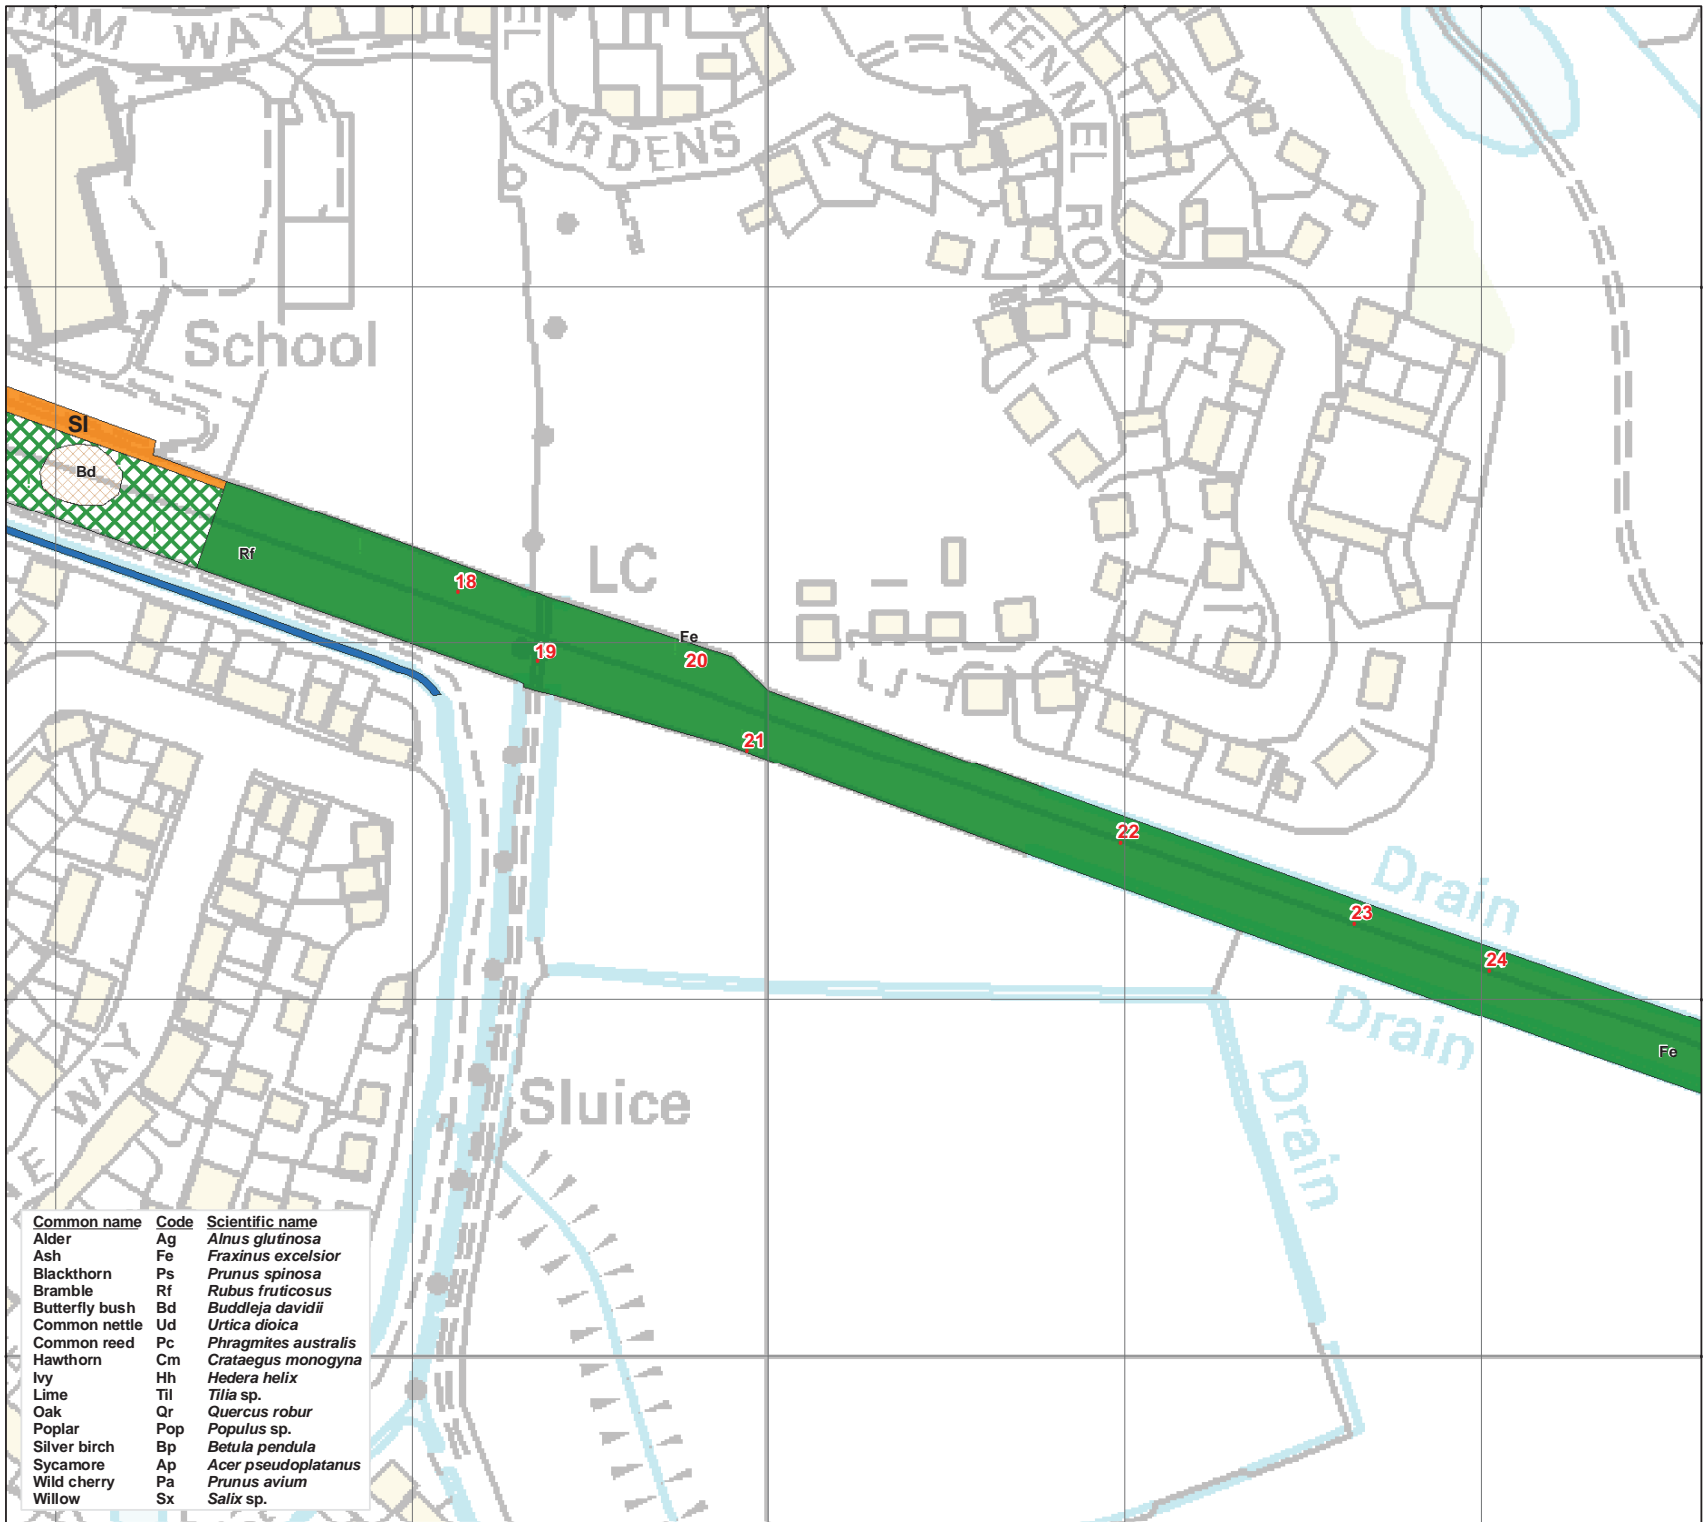 WA
GARDENS
FENNEL ROAD
School
SI
Bd
Rf
18
LC
Fe
20
19
21
22
23
24
Drain
Drain
Fe
Drain
Sluice
WAY
Common name Code Scientific name
Alder Ag Alnus glutinosa
Ash Fe Fraxinus excelsior
Blackthorn Ps Prunus spinosa
Bramble Rf Rubus fruticosus
Butterfly bush Bd Buddleja davidii
Common nettle Ud Urtica dioica
Common reed Pc Phragmites australis
Hawthorn Cm Crataegus monogyna
Ivy Hh Hedera helix
Lime Til Tilia sp.
Oak Qr Quercus robur
Poplar Pop Populus sp.
Silver birch Bp Betula pendula
Sycamore Ap Acer pseudoplatanus
Wild cherry Pa Prunus avium
Willow Sx Salix sp.